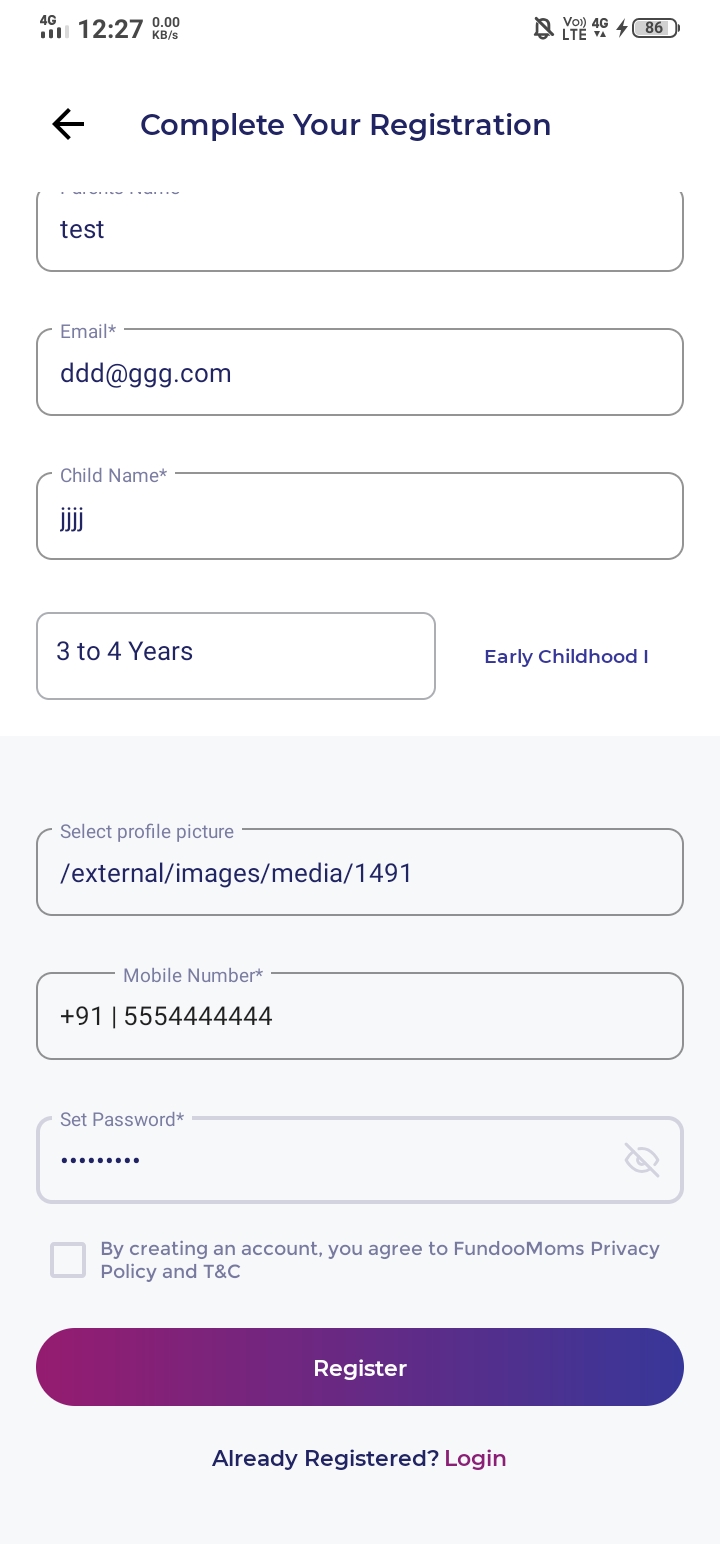 4G 12:27 0.00 KB/s Vo)) LTE 4G 86
Complete Your Registration
Parents Name
test
Email*
ddd@ggg.com
Child Name*
jjjj
3 to 4 Years
Early Childhood I
Select profile picture
/external/images/media/1491
Mobile Number*
+91 | 5554444444
Set Password*
•••••••••
By creating an account, you agree to FundooMoms Privacy
Policy and T&C
Register
Already Registered? Login